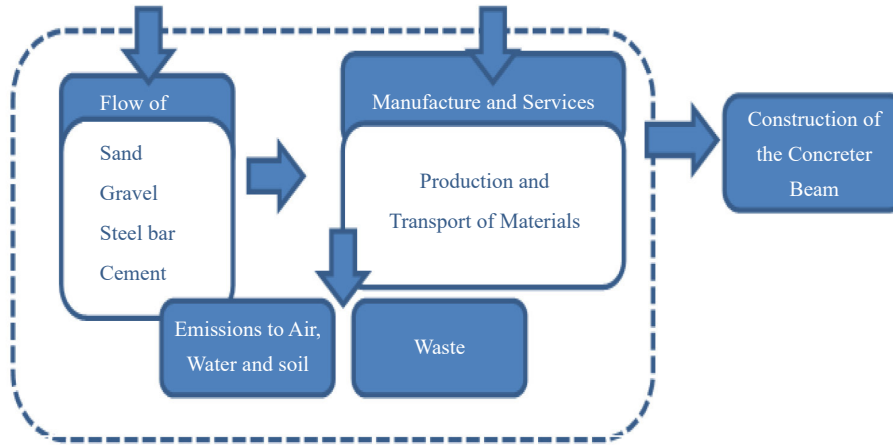 Flow of
Sand
Gravel
Steel bar
Cement
Manufacture and Services
Production and
Transport of Materials
Construction of
the Concreter
Beam
Emissions to Air,
Water and soil
Waste